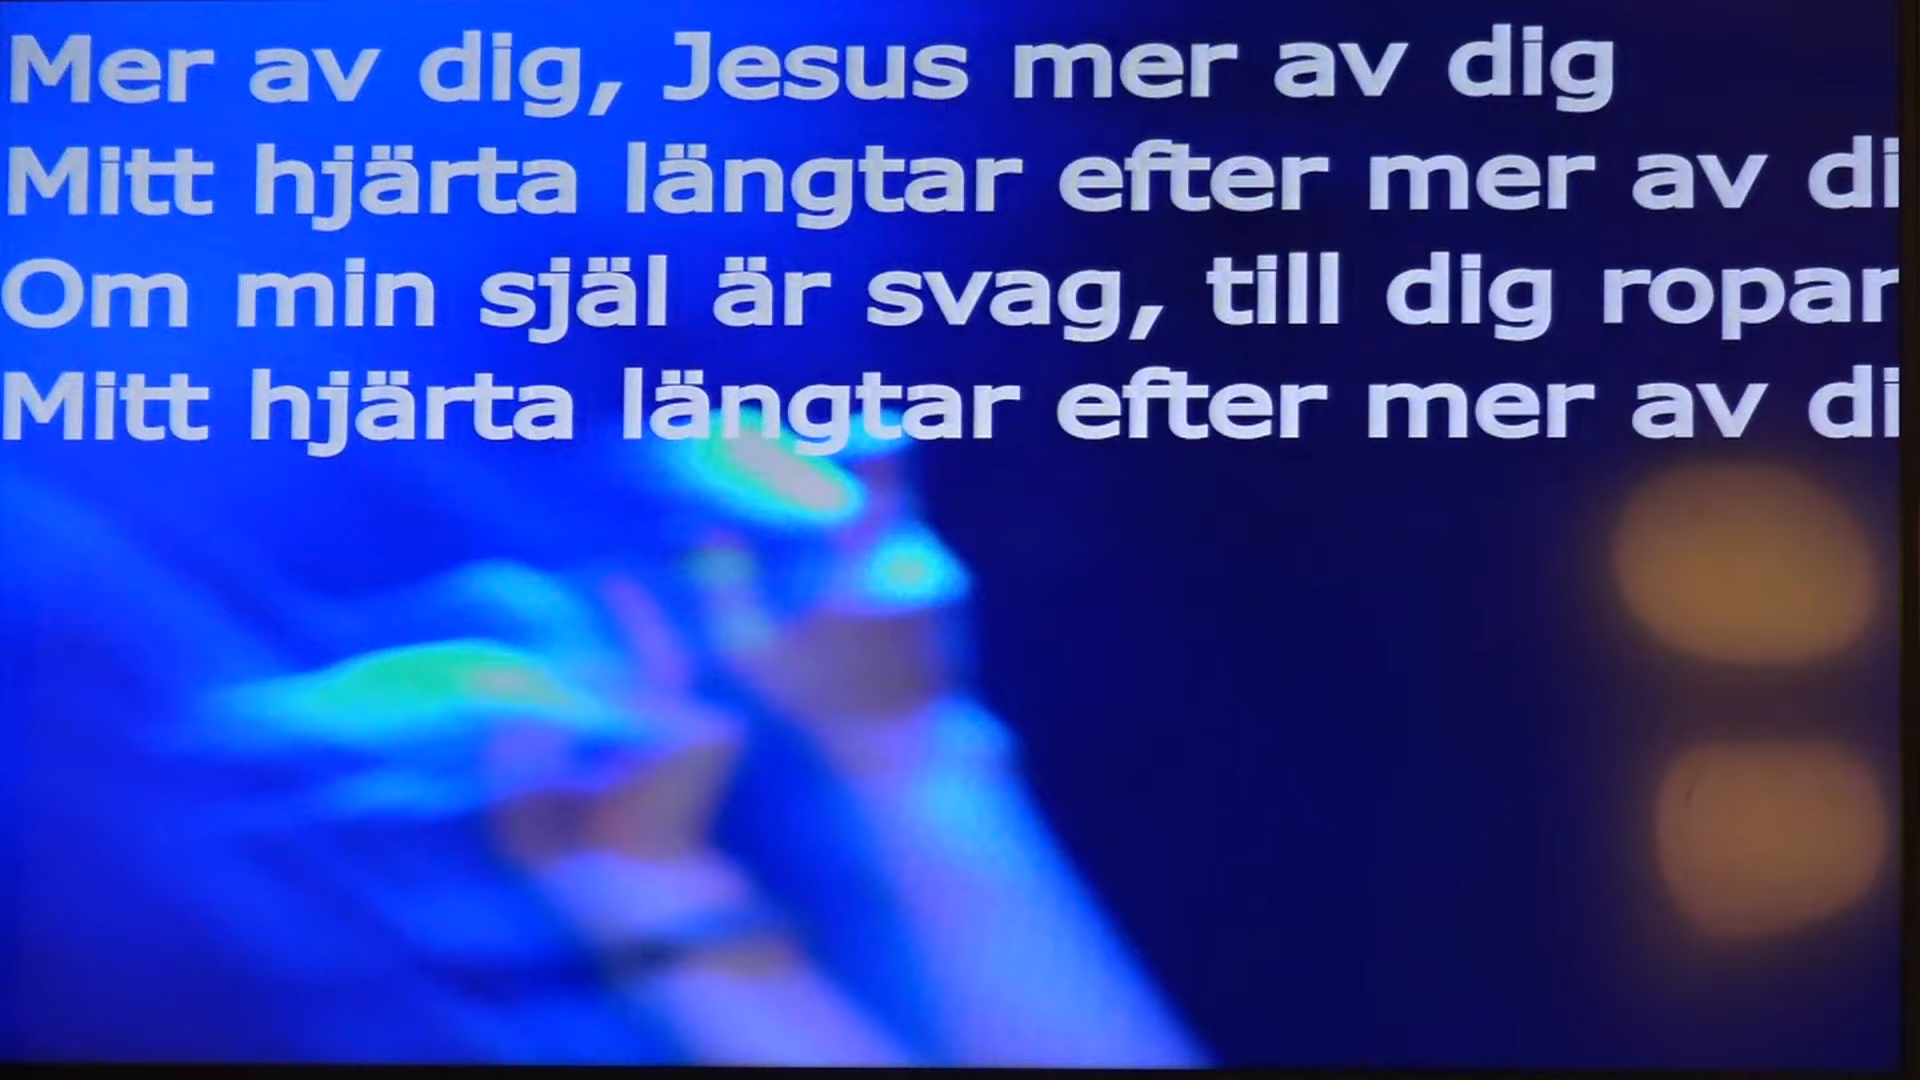 Mer av dig, Jesus mer av dig
Mitt hjärta längtar efter mer av di
Om min själ är svag, till dig ropar
Mitt hjärta längtar efter mer av di